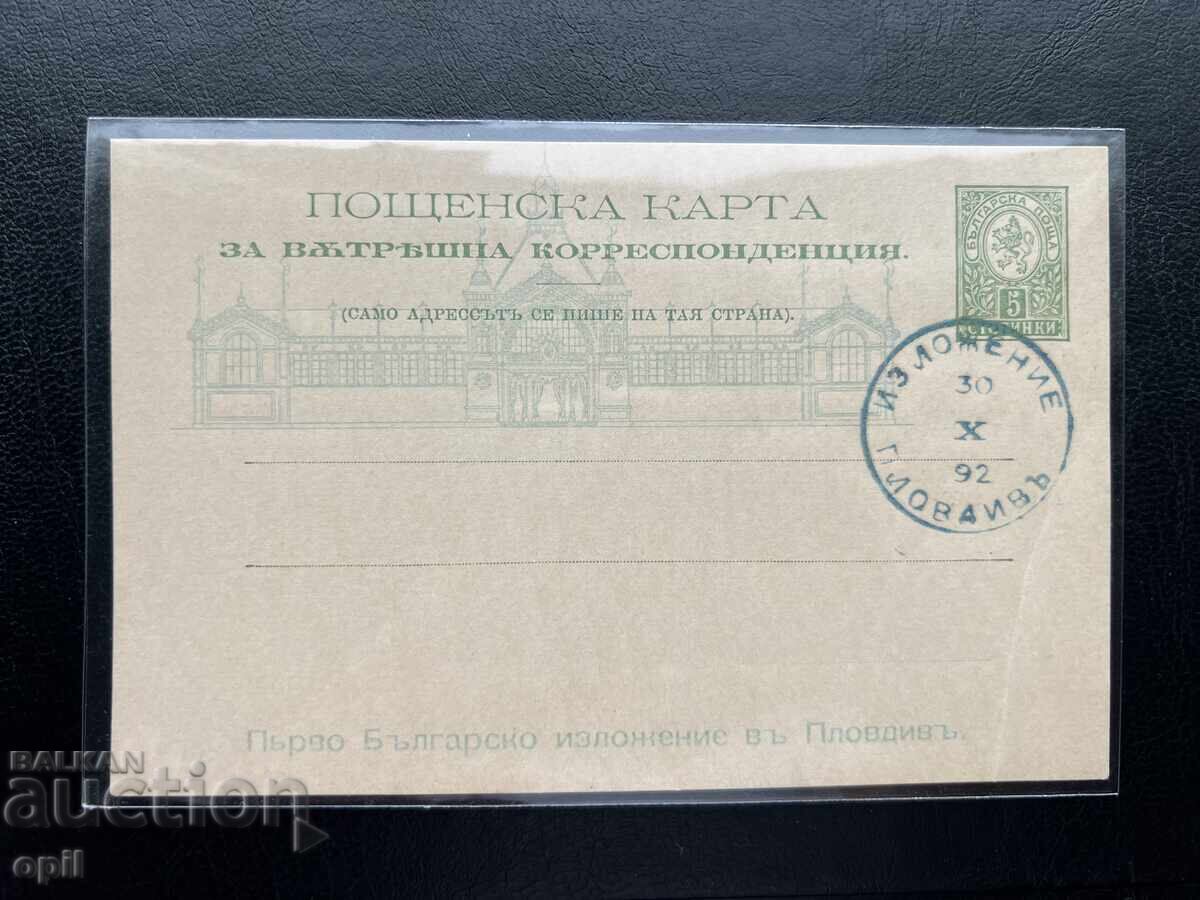 ПОЩЕНСКА КАРТА
ЗА ВѪТРѢШНА КОРРЕСПОНДЕНЦИЯ.
(САМО АДРЕССЪТЪ СЕ ПИШЕ НА ТАЯ СТРАНА).
БЪЛГАРСКА ПОЩА
5
СТОТИНКИ
ИЗЛОЖЕНИЕ
30
X
92
ПЛОВДИВЪ
Първо Българско изложение въ Пловдивъ.
BALKAN
auction
opil